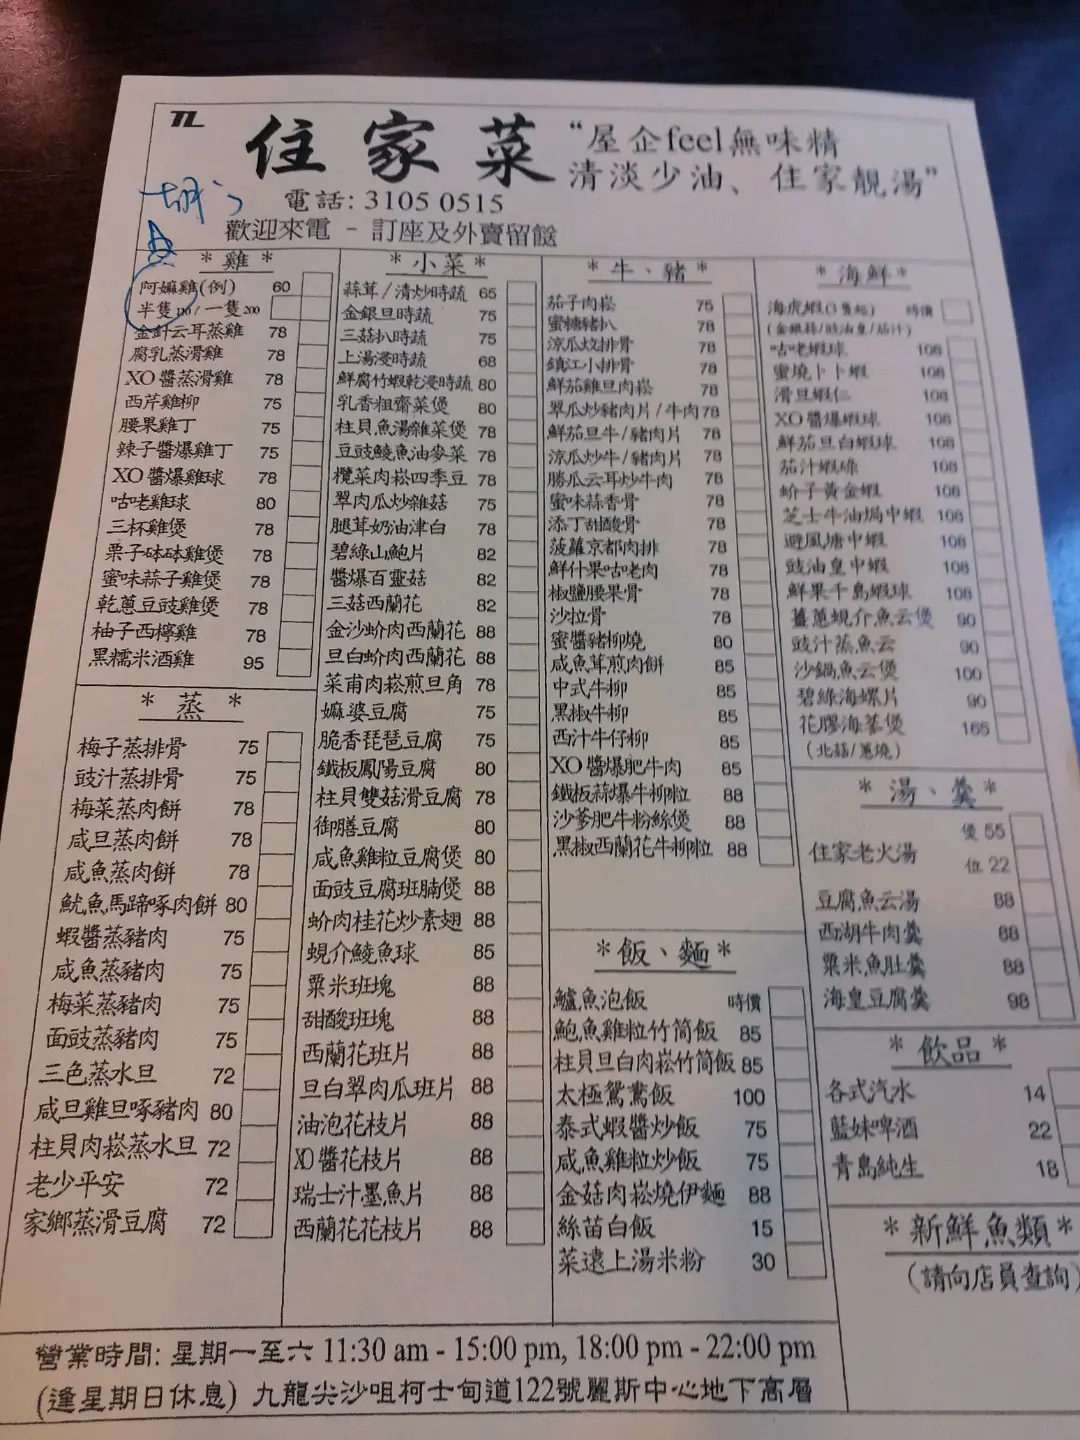 TL
住家菜
“屋企feel無味精
清淡少油、住家靚湯”
電話: 3105 0515
歡迎來電 - 訂座及外賣留餸
* 雞 *
阿嫲雞(例) 60
半隻120 / 一隻200
金針云耳蒸雞 78
腐乳蒸滑雞 78
XO醬蒸滑雞 78
西芹雞柳 75
腰果雞丁 75
辣子醬爆雞丁 75
XO醬爆雞球 78
咕咾雞球 80
三杯雞煲 78
栗子砵砵雞煲 78
蜜味蒜子雞煲 78
乾蔥豆豉雞煲 78
柚子西檸雞 78
黑糯米酒雞 95
* 蒸 *
梅子蒸排骨 75
豉汁蒸排骨 75
梅菜蒸肉餅 78
咸旦蒸肉餅 78
咸魚蒸肉餅 78
魷魚馬蹄啄肉餅 80
蝦醬蒸豬肉 75
咸魚蒸豬肉 75
梅菜蒸豬肉 75
面豉蒸豬肉 75
三色蒸水旦 72
咸旦雞旦啄豬肉 80
柱貝肉崧蒸水旦 72
老少平安 72
家鄉蒸滑豆腐 72
* 小菜 *
蒜茸 / 清炒時蔬 65
金銀旦時蔬 75
三菇扒時蔬 75
上湯浸時蔬 68
鮮腐竹蝦乾浸時蔬 80
乳香粗齋菜煲 80
柱貝魚湯雜菜煲 78
豆豉鯪魚油麥菜 78
欖菜肉崧四季豆 78
翠肉瓜炒雜菇 75
腿茸奶油津白 78
碧綠山鮑片 82
醬爆百靈菇 82
三菇西蘭花 82
金沙蚧肉西蘭花 88
旦白蚧肉西蘭花 88
菜甫肉崧煎旦角 78
嫲婆豆腐 75
脆香琵琶豆腐 75
鐵板鳳陽豆腐 80
柱貝雙菇滑豆腐 78
御膳豆腐 80
咸魚雞粒豆腐煲 80
面豉豆腐班腩煲 88
蚧肉桂花炒素翅 88
蜆介鯪魚球 85
粟米班塊 88
甜酸班塊 88
西蘭花班片 88
旦白翠肉瓜班片 88
油泡花枝片 88
XO醬花枝片 88
瑞士汁墨魚片 88
西蘭花花枝片 88
* 牛、豬 *
茄子肉崧 75
蜜糖豬扒 78
涼瓜炆排骨 78
鎮江小排骨 78
鮮茄雞旦肉崧 78
翠瓜炒豬肉片 / 牛肉 78
鮮茄旦牛 / 豬肉片 78
涼瓜炒牛 / 豬肉片 78
勝瓜云耳炒牛肉 78
蜜味蒜香骨 78
添丁甜酸骨 78
菠蘿京都肉排 78
鮮什果咕咾肉 78
椒鹽腰果骨 78
沙拉骨 78
蜜醬豬柳燒 80
咸魚茸煎肉餅 85
中式牛柳 85
黑椒牛柳 85
西汁牛仔柳 85
XO醬爆肥牛肉 85
鐵板蒜爆牛柳粒 88
沙爹肥牛粉絲煲 88
黑椒西蘭花牛柳粒 88
* 飯、麵 *
鱸魚泡飯 時價
鮑魚雞粒竹筒飯 85
柱貝旦白肉崧竹筒飯 85
太極鴛鴦飯 100
泰式蝦醬炒飯 75
咸魚雞粒炒飯 75
金菇肉崧燒伊麵 88
絲苗白飯 15
菜遠上湯米粉 30
* 海鮮 *
海虎蝦(3隻起) 時價
(金銀蒜/豉油皇/茄汁)
咕咾蝦球 108
蜜燒卜卜蝦 108
滑旦蝦仁 108
XO醬爆蝦球 108
鮮茄旦白蝦球 108
茄汁蝦碌 108
蚧子黃金蝦 108
芝士牛油焗中蝦 108
避風塘中蝦 108
豉油皇中蝦 108
鮮果千島蝦球 108
薑蔥蜆介魚云煲 90
豉汁蒸魚云 90
沙鍋魚云煲 100
碧綠海螺片 90
花膠海蔘煲 165
(北菇/蔥燒)
* 湯、羹 *
住家老火湯 煲 55
位 22
豆腐魚云湯 88
西湖牛肉羹 88
粟米魚肚羹 88
海皇豆腐羹 98
* 飲品 *
各式汽水 14
藍妹啤酒 22
青島純生 18
* 新鮮魚類 *
(請向店員查詢)
營業時間: 星期一至六 11:30 am - 15:00 pm, 18:00 pm - 22:00 pm
(逢星期日休息) 九龍尖沙咀柯士甸道122號麗斯中心地下高層